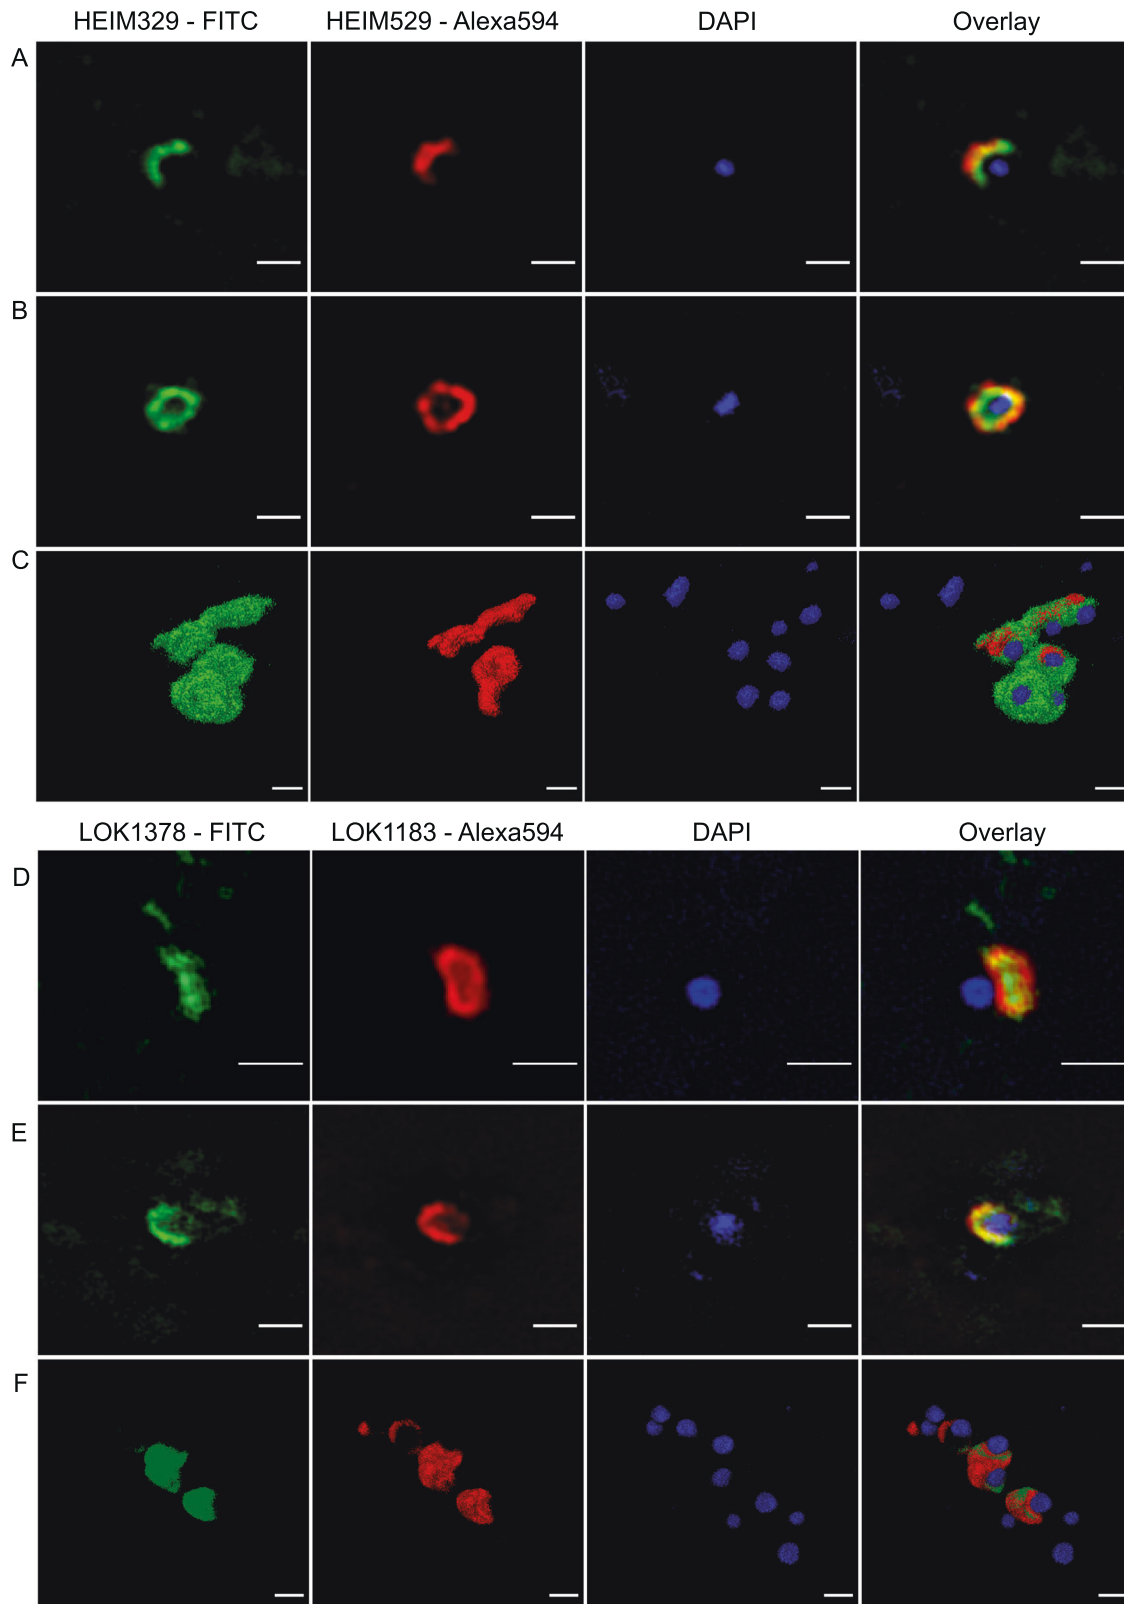 HEIM329 - FITC HEIM529 - Alexa594 DAPI Overlay
A
B
C
LOK1378 - FITC LOK1183 - Alexa594 DAPI Overlay
D
E
F